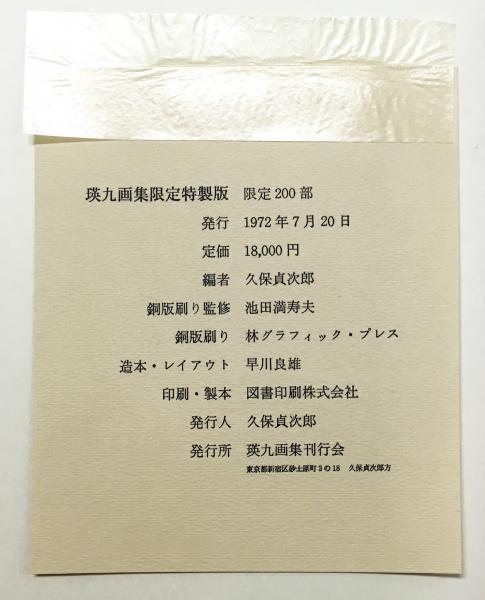 瑛九画集限定特製版 限定200部
発行 1972年7月20日
定価 18,000円
編者 久保貞次郎
銅版刷り監修 池田満寿夫
銅版刷り 林グラフィック・プレス
造本・レイアウト 早川良雄
印刷・製本 図書印刷株式会社
発行人 久保貞次郎
発行所 瑛九画集刊行会
東京都新宿区砂土原町3の18 久保貞次郎方